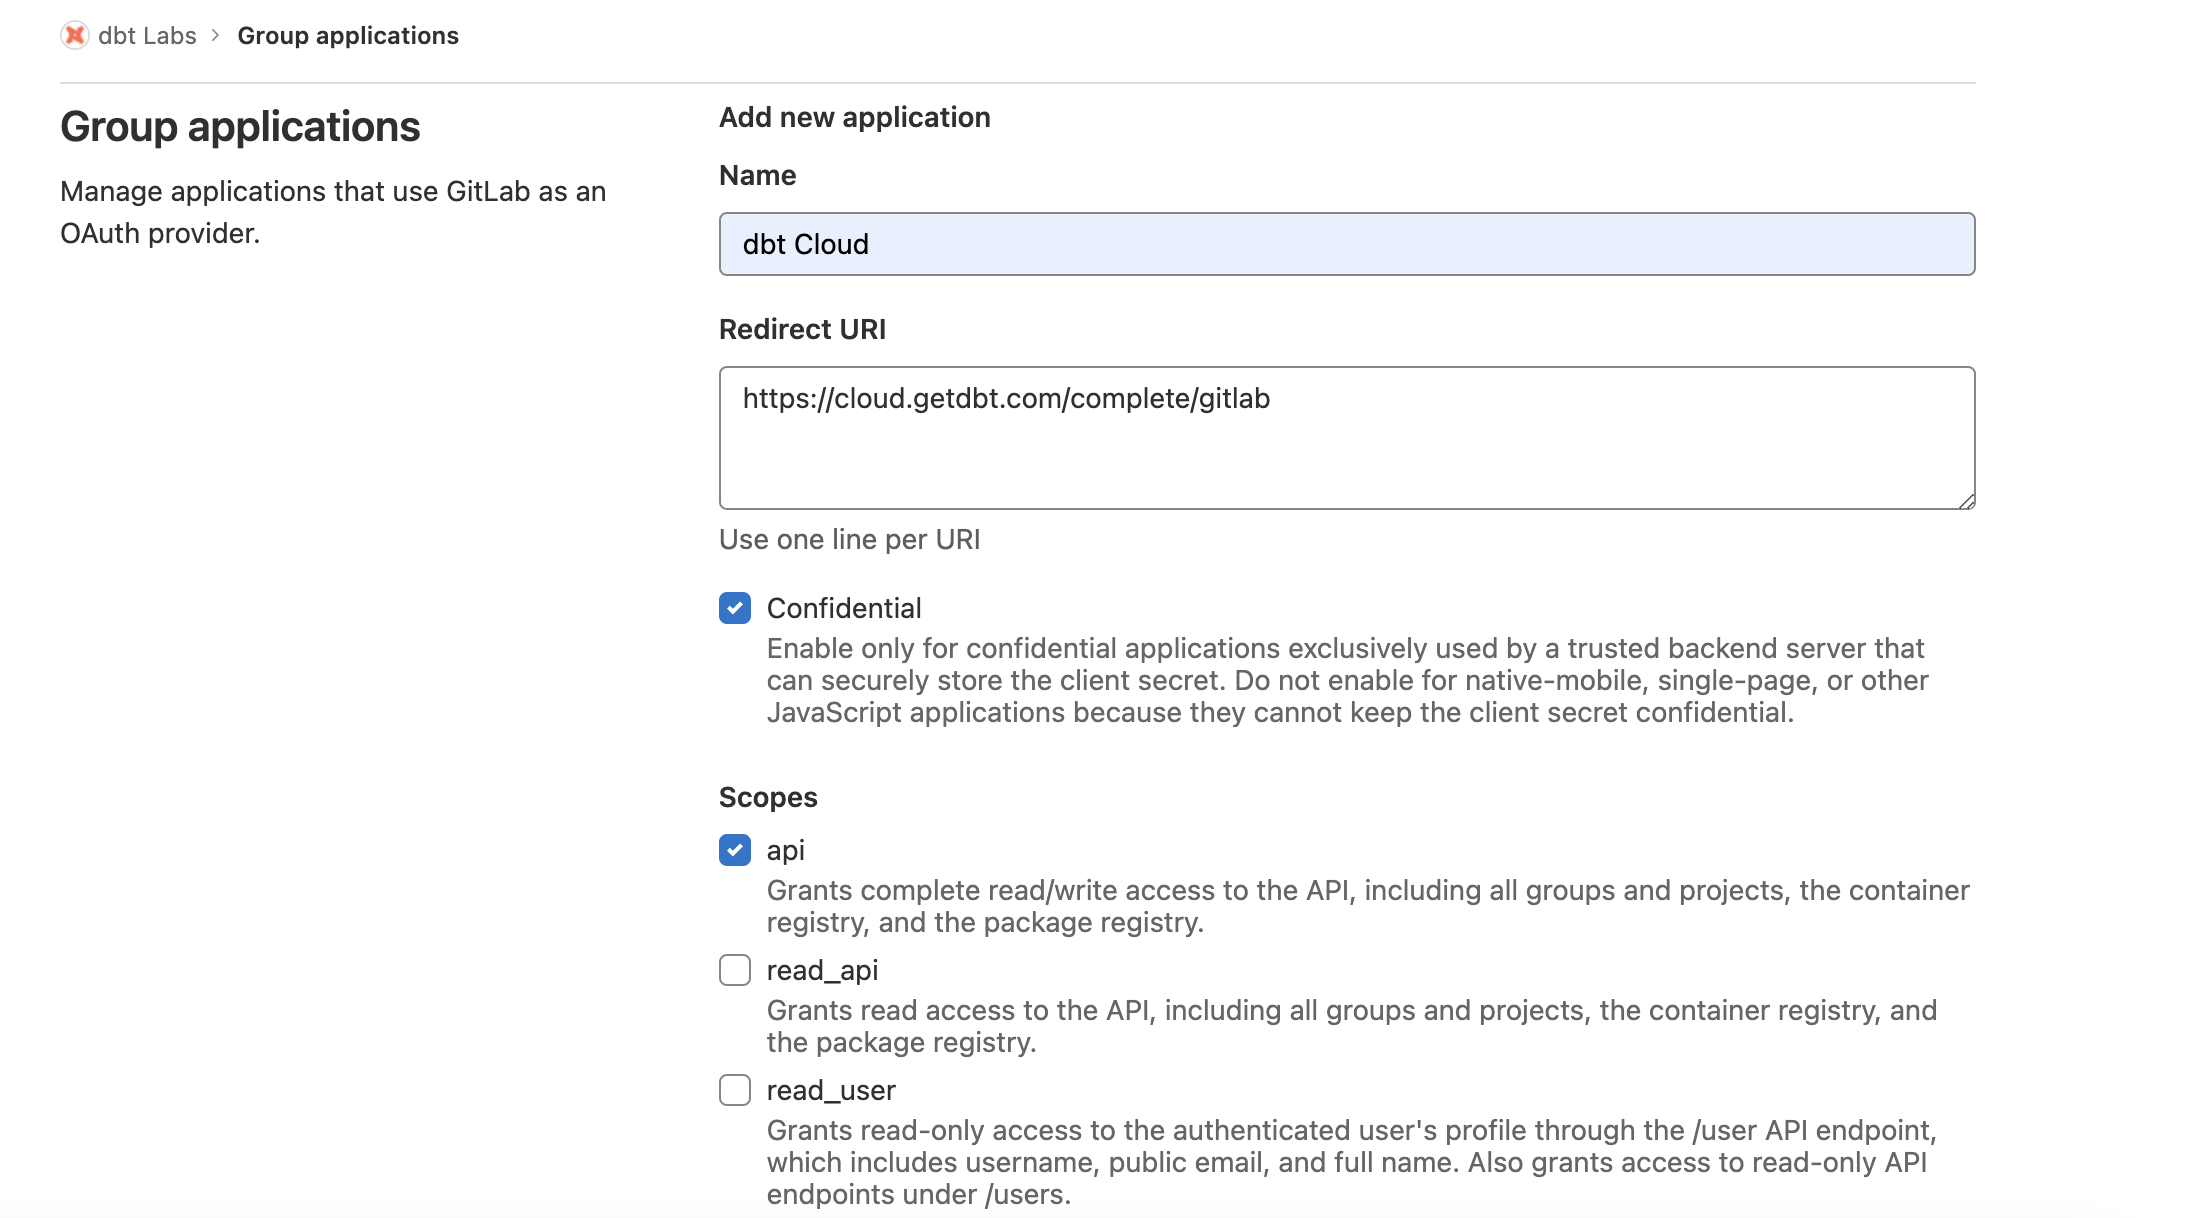 dbt Labs > Group applications
Group applications
Manage applications that use GitLab as an
OAuth provider.
Add new application
Name
dbt Cloud
Redirect URI
https://cloud.getdbt.com/complete/gitlab
Use one line per URI
Confidential
Enable only for confidential applications exclusively used by a trusted backend server that
can securely store the client secret. Do not enable for native-mobile, single-page, or other
JavaScript applications because they cannot keep the client secret confidential.
Scopes
api
Grants complete read/write access to the API, including all groups and projects, the container
registry, and the package registry.
read_api
Grants read access to the API, including all groups and projects, the container registry, and
the package registry.
read_user
Grants read-only access to the authenticated user's profile through the /user API endpoint,
which includes username, public email, and full name. Also grants access to read-only API
endpoints under /users.